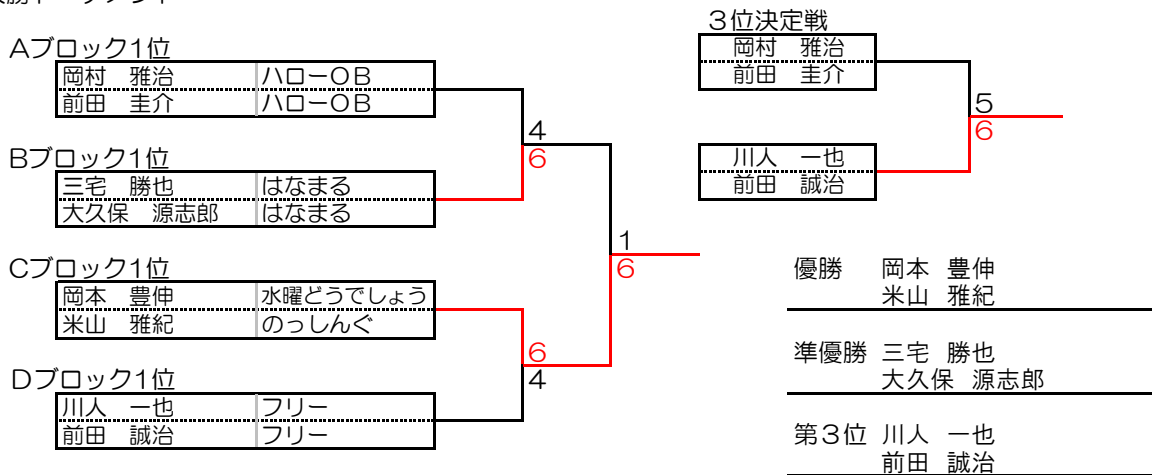 Aブロック1位
岡村　雅治 ハローOB
前田　圭介 ハローOB
4
6
Bブロック1位
三宅　勝也 はなまる
大久保　源志郎 はなまる
1
6
Cブロック1位
岡本　豊伸 水曜どうでしょう
米山　雅紀 のっしんぐ
6
4
Dブロック1位
川人　一也 フリー
前田　誠治 フリー
3位決定戦
岡村　雅治
前田　圭介
5
6
川人　一也
前田　誠治
優勝 岡本　豊伸
米山　雅紀
準優勝 三宅　勝也
大久保　源志郎
第3位 川人　一也
前田　誠治